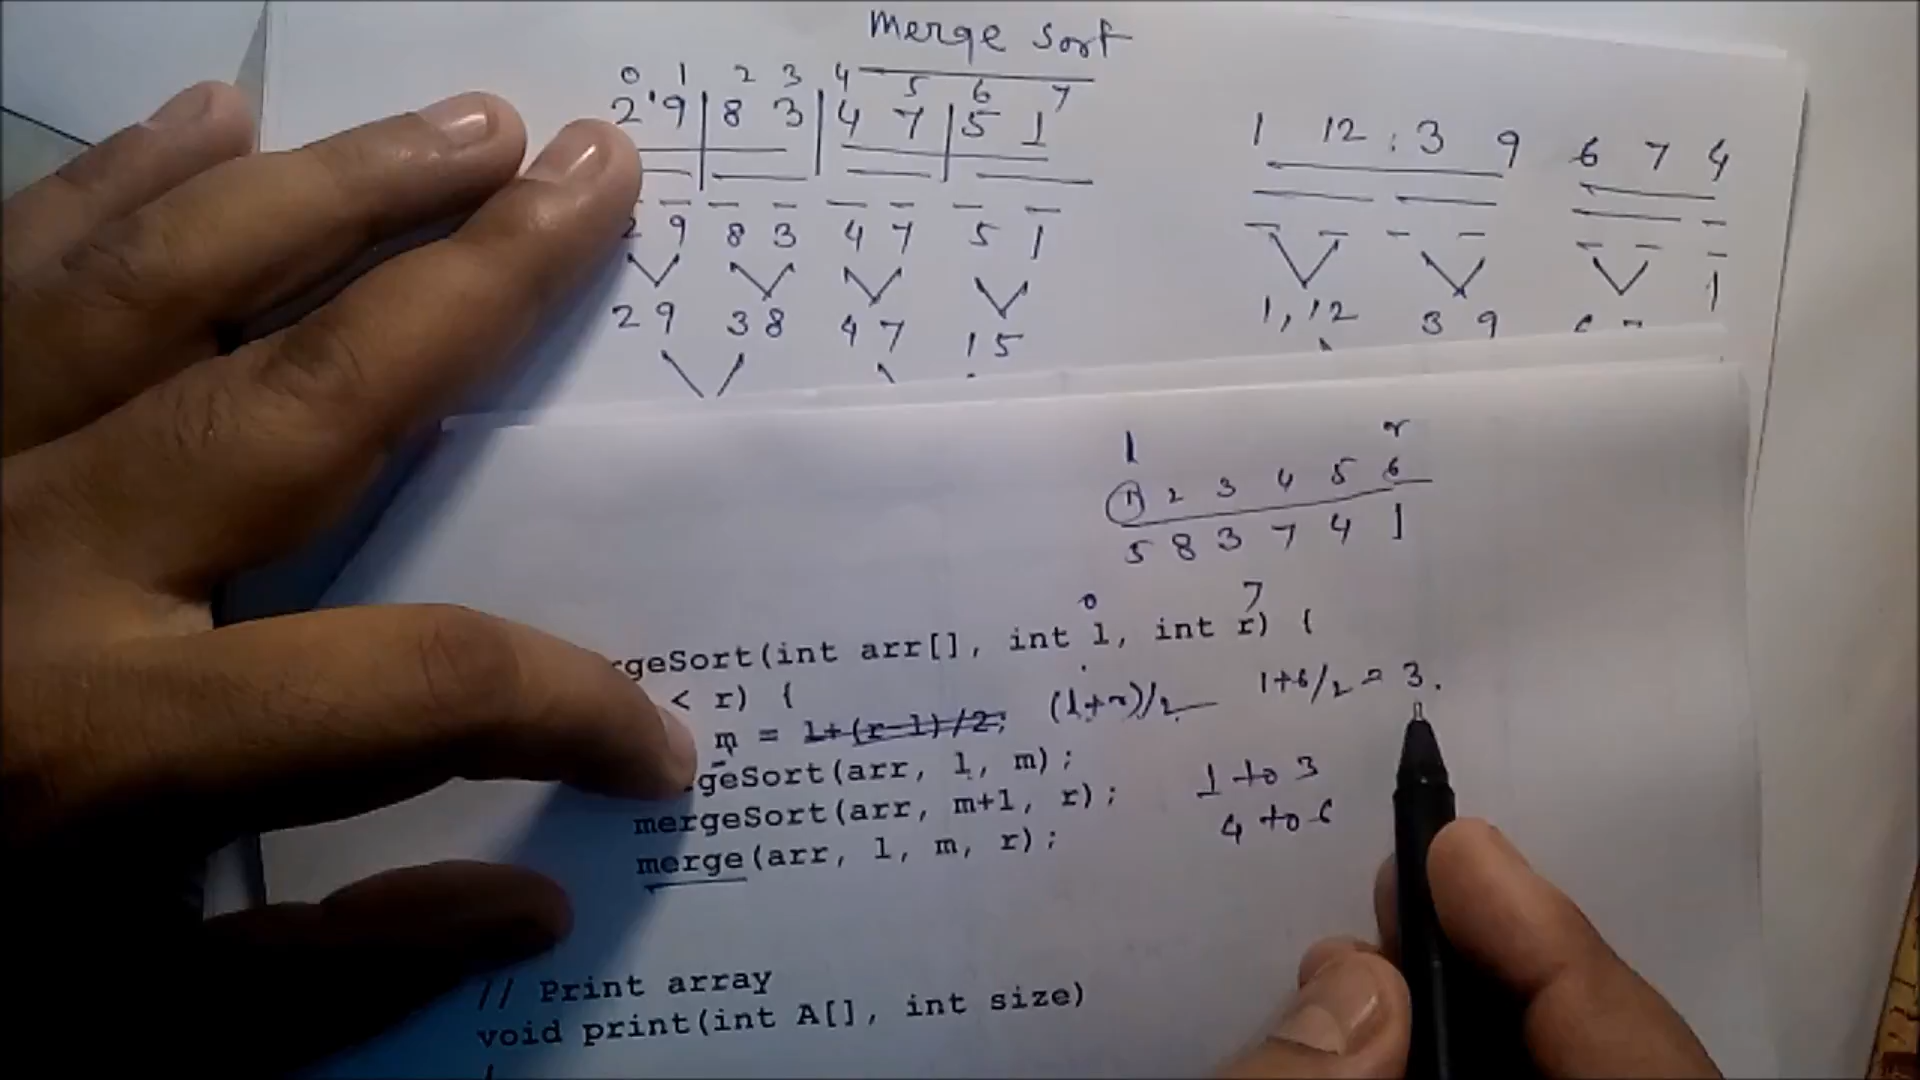 Merge Sort
0 1 2 3 4 5 6 7
2 9 8 3 4 7 5 1
2 9 8 3 4 7 5 1
2 9 3 8 4 7 1 5
1 12 3 9 6 7 4
1,12 3 9
l r
1 2 3 4 5 6
5 8 3 7 4 1
0 7
rgeSort(int arr[], int l, int r) {
< r) {
m = l+(r-l)/2; (l+r)/2 1+6/2 = 3.
geSort(arr, l, m);
mergeSort(arr, m+1, r);
merge(arr, l, m, r);
1 to 3
4 to 6
// Print array
void print(int A[], int size)